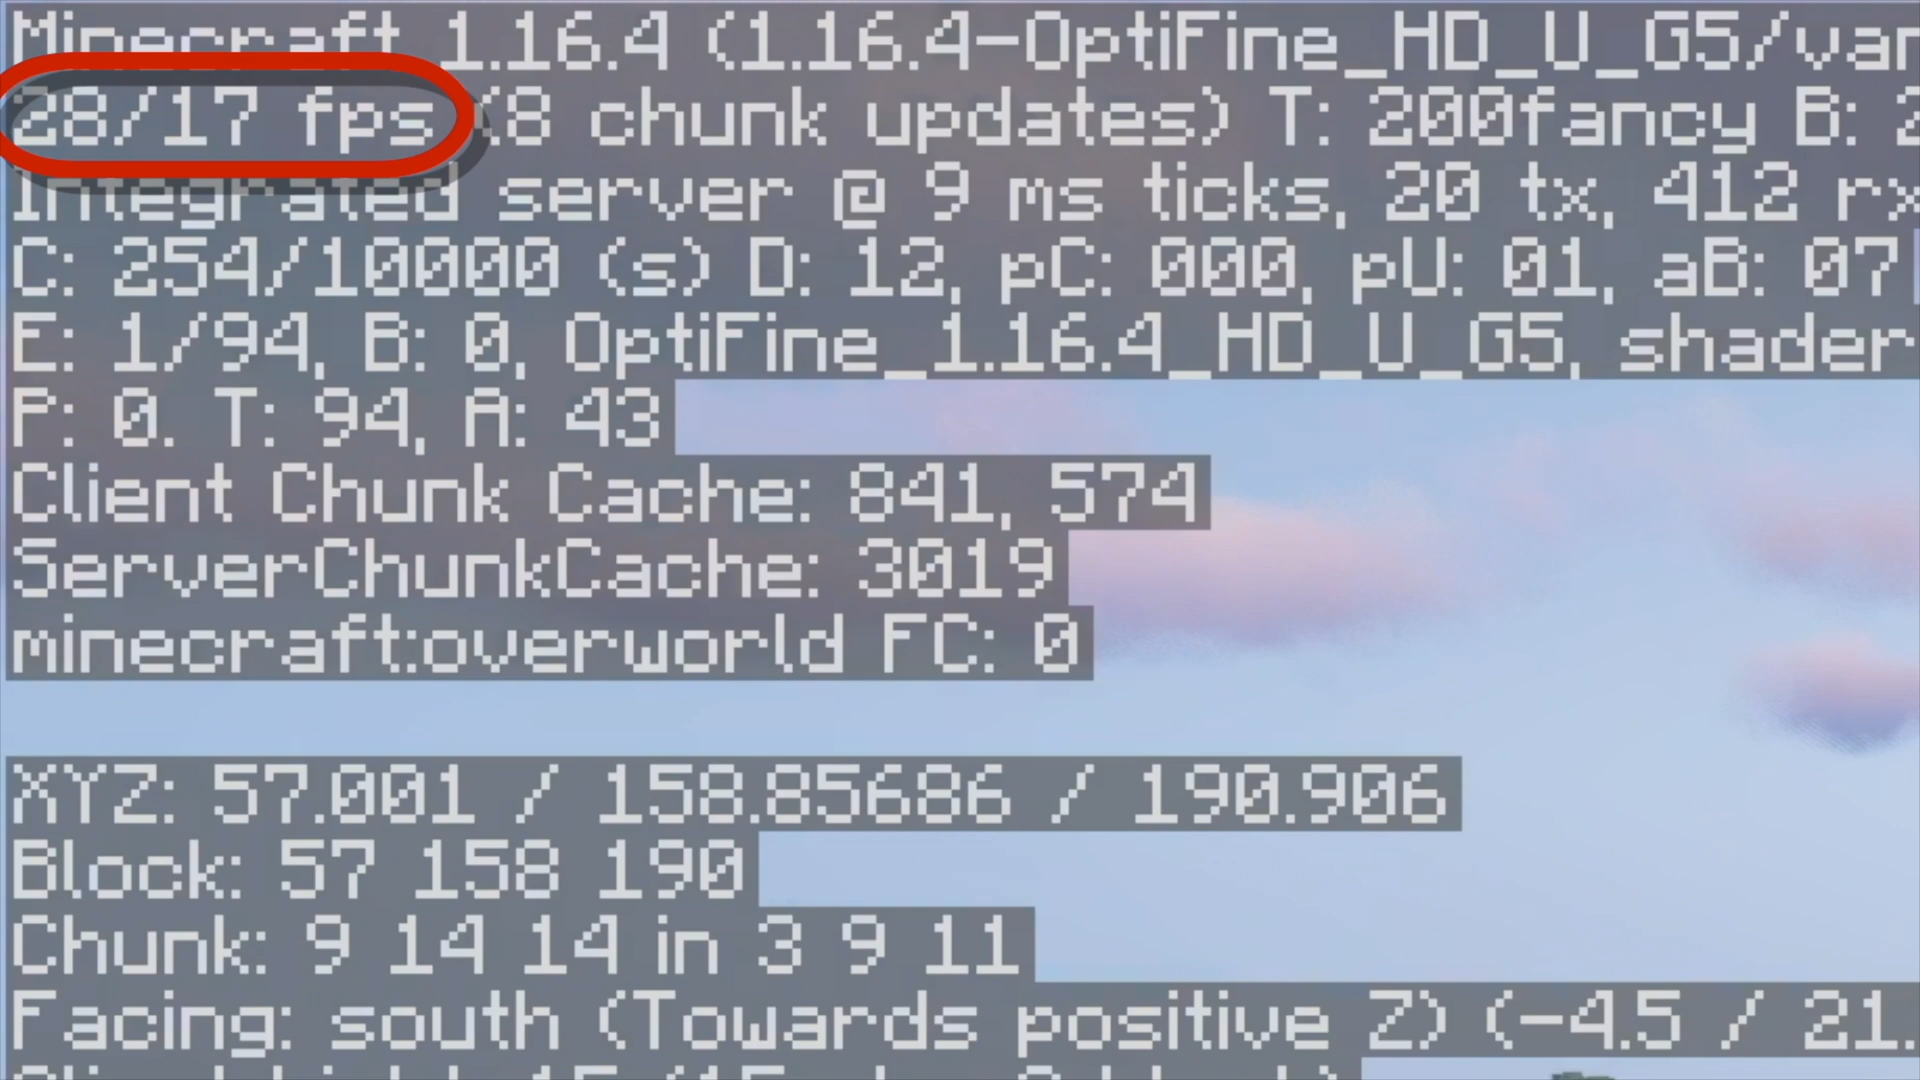 Minecraft 1.16.4 (1.16.4-OptiFine_HD_U_G5/van
28/17 fps (8 chunk updates) T: 200fancy B: 2
Integrated server @ 9 ms ticks, 20 tx, 412 rx
C: 254/10000 (s) D: 12, pC: 000, pU: 01, aB: 07
E: 1/94, B: 0, OptiFine_1.16.4_HD_U_G5, shader
P: 0. T: 94, A: 43
Client Chunk Cache: 841, 574
ServerChunkCache: 3019
minecraft:overworld FC: 0
XYZ: 57.001 / 158.85686 / 190.906
Block: 57 158 190
Chunk: 9 14 14 in 3 9 11
Facing: south (Towards positive Z) (-4.5 / 21.